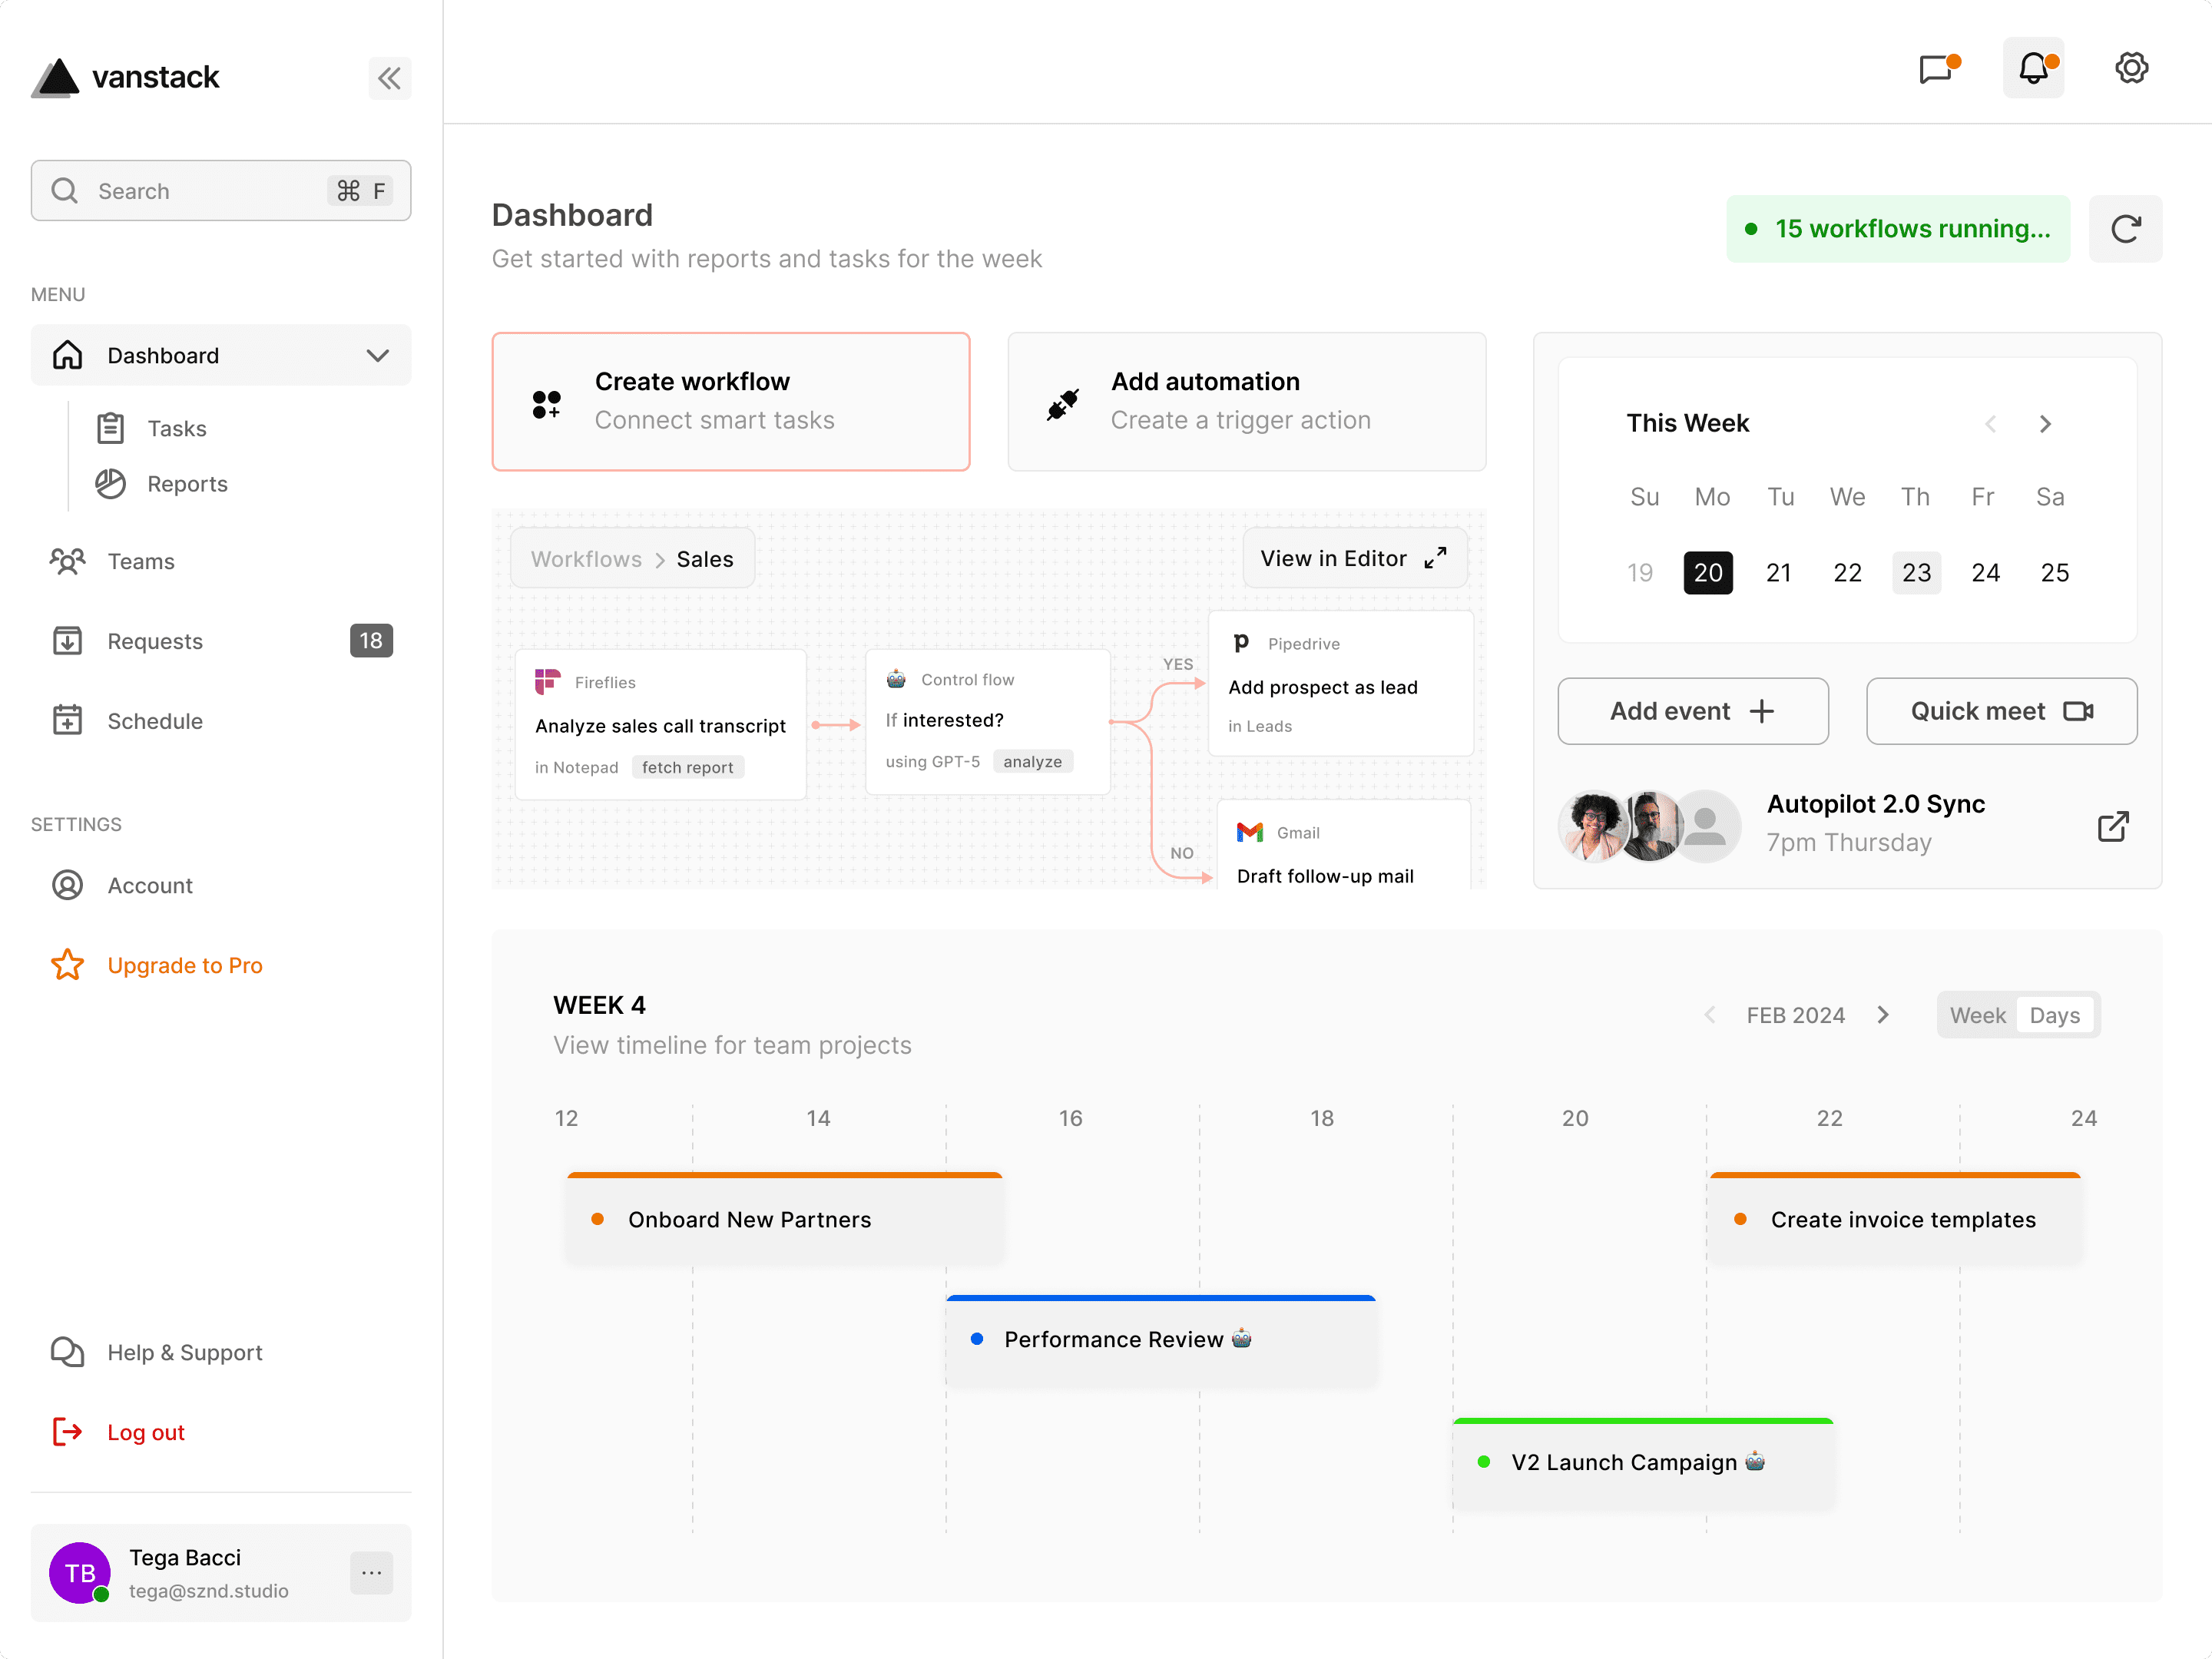 vanstack
Search
⌘ F
MENU
Dashboard
Tasks
Reports
Teams
Requests 18
Schedule
SETTINGS
Account
Upgrade to Pro
Help & Support
Log out
TB
Tega Bacci
tega@sznd.studio
...
Dashboard
Get started with reports and tasks for the week
15 workflows running...
Create workflow
Connect smart tasks
Add automation
Create a trigger action
Workflows > Sales
View in Editor
Fireflies
Analyze sales call transcript
in Notepad fetch report
Control flow
If interested?
using GPT-5 analyze
YES
NO
Pipedrive
Add prospect as lead
in Leads
Gmail
Draft follow-up mail
This Week
Su Mo Tu We Th Fr Sa
19 20 21 22 23 24 25
Add event +
Quick meet
Autopilot 2.0 Sync
7pm Thursday
WEEK 4
View timeline for team projects
FEB 2024
Week Days
12 14 16 18 20 22 24
Onboard New Partners
Create invoice templates
Performance Review 🤖
V2 Launch Campaign 🤖